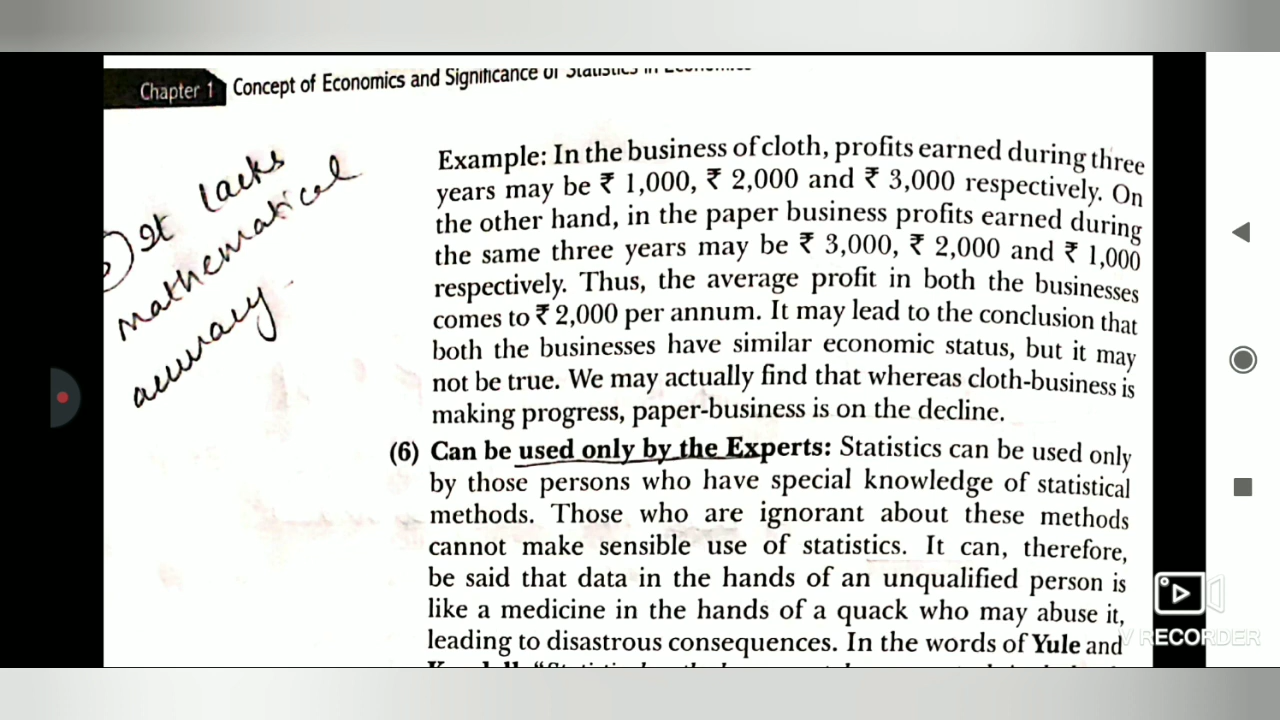 Chapter 1 Concept of Economics and Significance of Statistics in Economics
It lacks
mathematical
accuracy
Example: In the business of cloth, profits earned during three
years may be ₹ 1,000, ₹ 2,000 and ₹ 3,000 respectively. On
the other hand, in the paper business profits earned during
the same three years may be ₹ 3,000, ₹ 2,000 and ₹ 1,000
respectively. Thus, the average profit in both the businesses
comes to ₹ 2,000 per annum. It may lead to the conclusion that
both the businesses have similar economic status, but it may
not be true. We may actually find that whereas cloth-business is
making progress, paper-business is on the decline.
(6) Can be used only by the Experts: Statistics can be used only
by those persons who have special knowledge of statistical
methods. Those who are ignorant about these methods
cannot make sensible use of statistics. It can, therefore,
be said that data in the hands of an unqualified person is
like a medicine in the hands of a quack who may abuse it,
leading to disastrous consequences. In the words of Yule and
V RECORDER